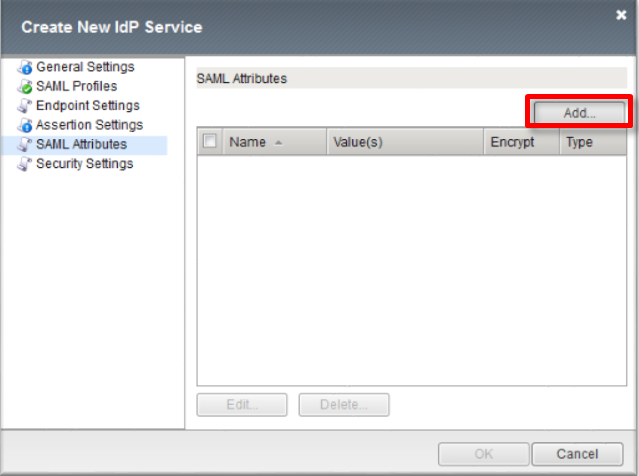 Create New IdP Service
General Settings
SAML Profiles
Endpoint Settings
Assertion Settings
SAML Attributes
Security Settings
SAML Attributes
Add...
Name Value(s) Encrypt Type
Edit... Delete...
OK Cancel